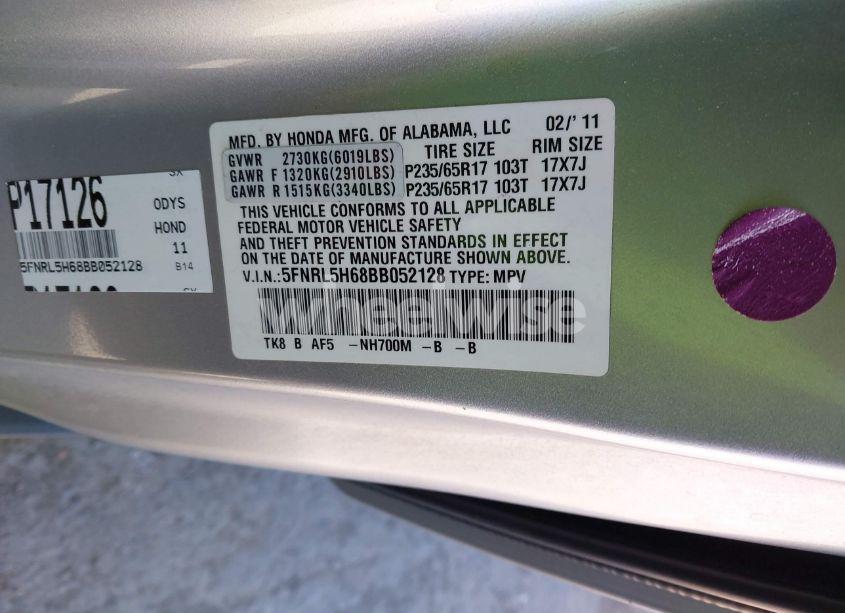 MFD. BY HONDA MFG. OF ALABAMA, LLC 02/' 11
GVWR 2730KG(6019LBS) TIRE SIZE RIM SIZE
GAWR F 1320KG(2910LBS) P235/65R17 103T 17X7J
GAWR R 1515KG(3340LBS) P235/65R17 103T 17X7J
THIS VEHICLE CONFORMS TO ALL APPLICABLE
FEDERAL MOTOR VEHICLE SAFETY
AND THEFT PREVENTION STANDARDS IN EFFECT
ON THE DATE OF MANUFACTURE SHOWN ABOVE.
V.I.N.: 5FNRL5H68BB052128 TYPE: MPV
wheelwise
TK8 B AF5 -NH700M -B -B
P17126
ODYS
HOND
11
5FNRL5H68BB052128 B14